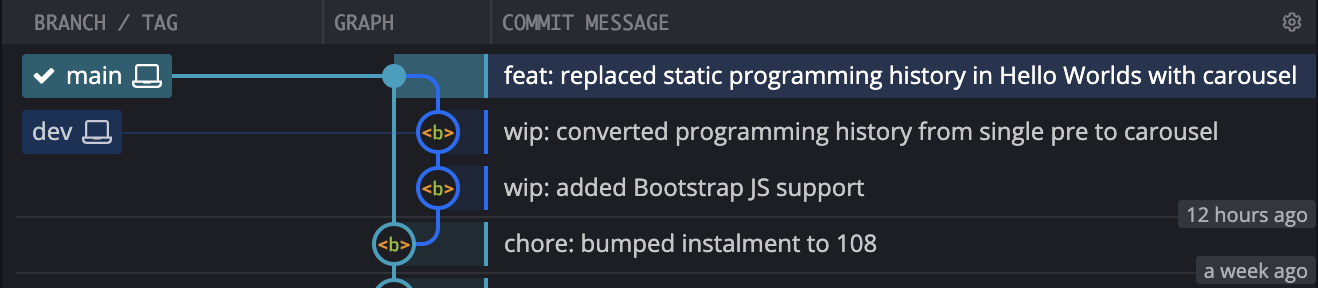 BRANCH / TAG GRAPH COMMIT MESSAGE
main feat: replaced static programming history in Hello Worlds with carousel
dev <b> wip: converted programming history from single pre to carousel
<b> wip: added Bootstrap JS support
12 hours ago
<b> chore: bumped instalment to 108
a week ago